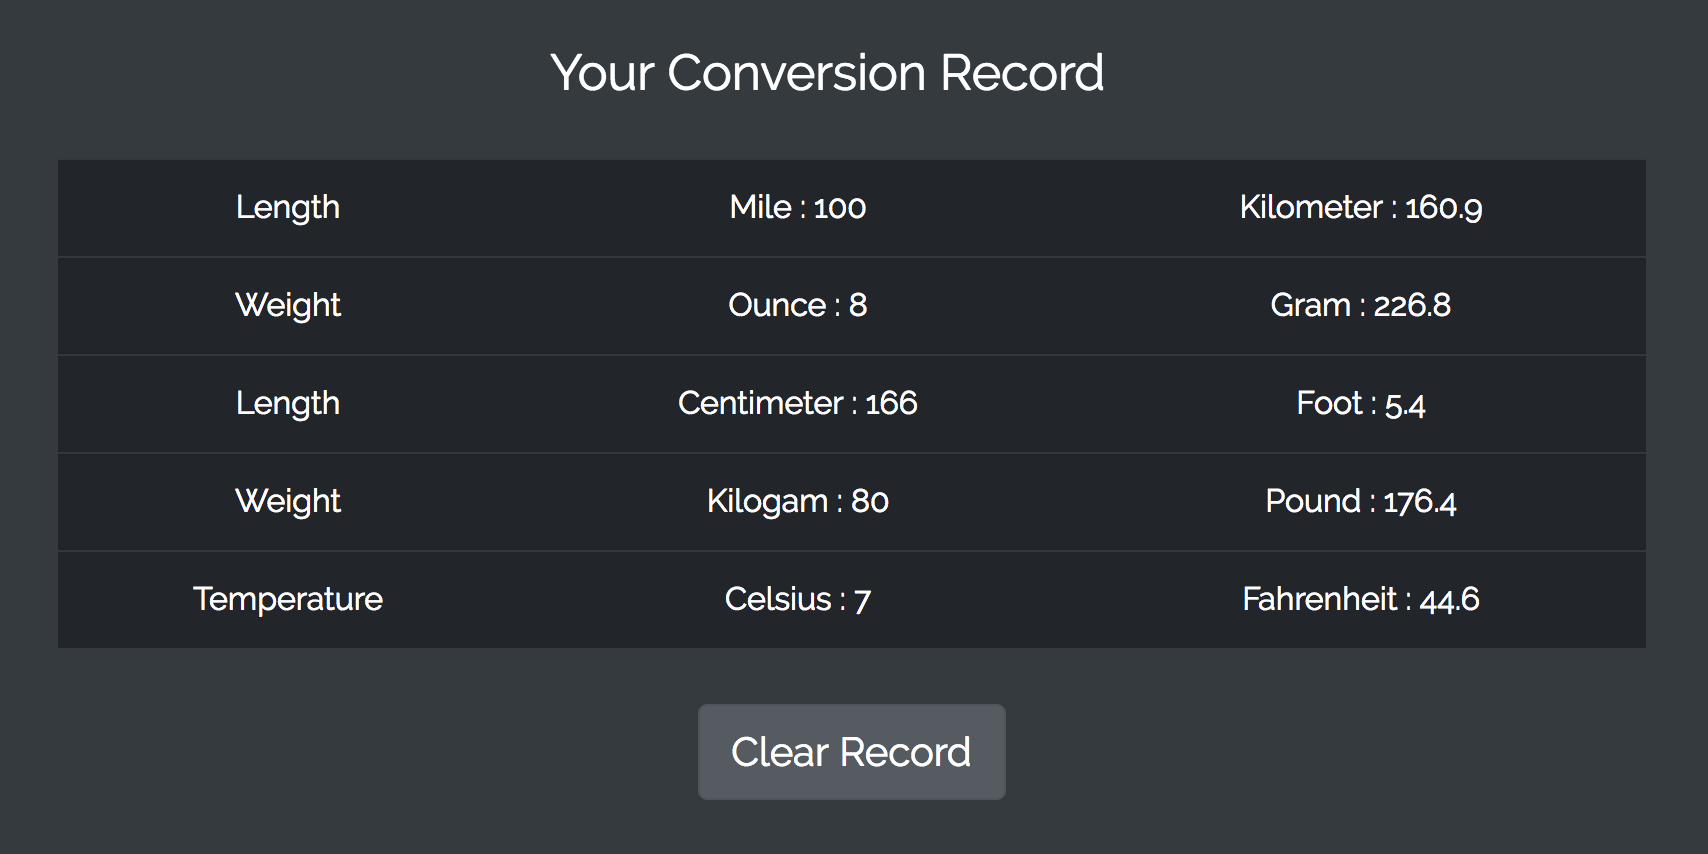 Your Conversion Record
Length Mile : 100 Kilometer : 160.9
Weight Ounce : 8 Gram : 226.8
Length Centimeter : 166 Foot : 5.4
Weight Kilogam : 80 Pound : 176.4
Temperature Celsius : 7 Fahrenheit : 44.6
Clear Record